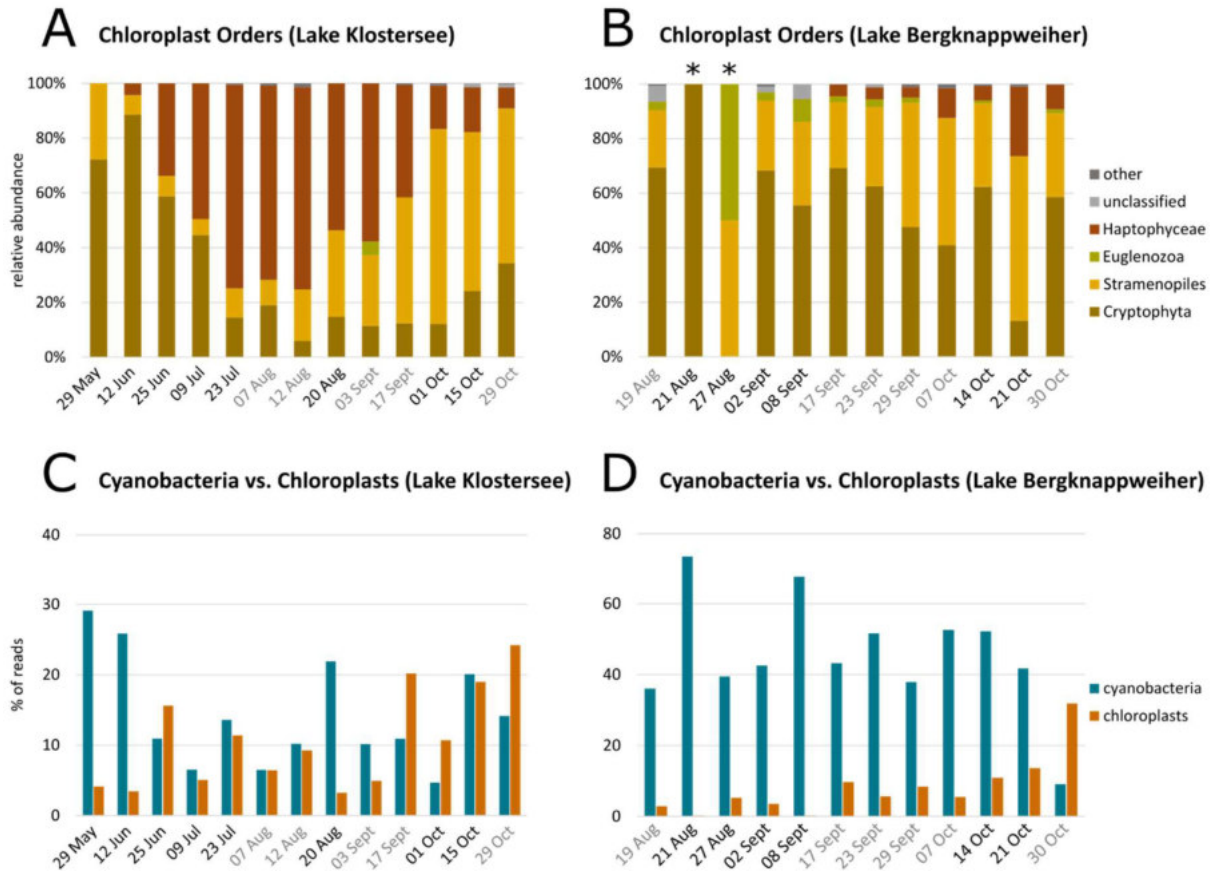 A Chloroplast Orders (Lake Klostersee)
100%
80%
60%
40%
20%
0%
relative abundance
29 May
12 Jun
25 Jun
09 Jul
23 Jul
07 Aug
12 Aug
20 Aug
03 Sept
17 Sept
01 Oct
15 Oct
29 Oct
B Chloroplast Orders (Lake Bergknappweiher)
* *
100%
80%
60%
40%
20%
0%
19 Aug
21 Aug
27 Aug
02 Sept
08 Sept
17 Sept
23 Sept
29 Sept
07 Oct
14 Oct
21 Oct
30 Oct
other
unclassified
Haptophyceae
Euglenozoa
Stramenopiles
Cryptophyta
C Cyanobacteria vs. Chloroplasts (Lake Klostersee)
40
30
20
10
0
% of reads
29 May
12 Jun
25 Jun
09 Jul
23 Jul
07 Aug
12 Aug
20 Aug
03 Sept
17 Sept
01 Oct
15 Oct
29 Oct
D Cyanobacteria vs. Chloroplasts (Lake Bergknappweiher)
80
60
40
20
0
19 Aug
21 Aug
27 Aug
02 Sept
08 Sept
17 Sept
23 Sept
29 Sept
07 Oct
14 Oct
21 Oct
30 Oct
cyanobacteria
chloroplasts